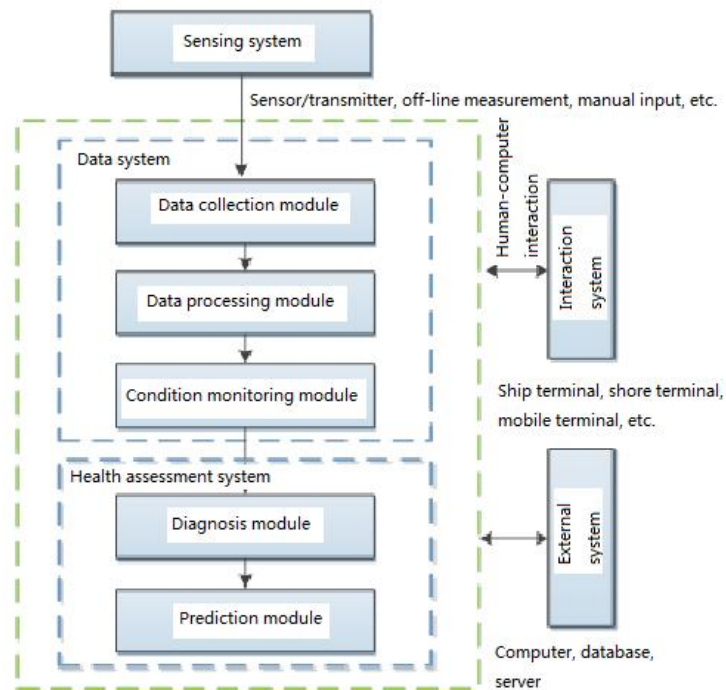 Sensing system
Sensor/transmitter, off-line measurement, manual input, etc.
Data system
Data collection module
Data processing module
Condition monitoring module
Human-computer
interaction
Interaction
system
Ship terminal, shore terminal,
mobile terminal, etc.
Health assessment system
Diagnosis module
Prediction module
External
system
Computer, database,
server